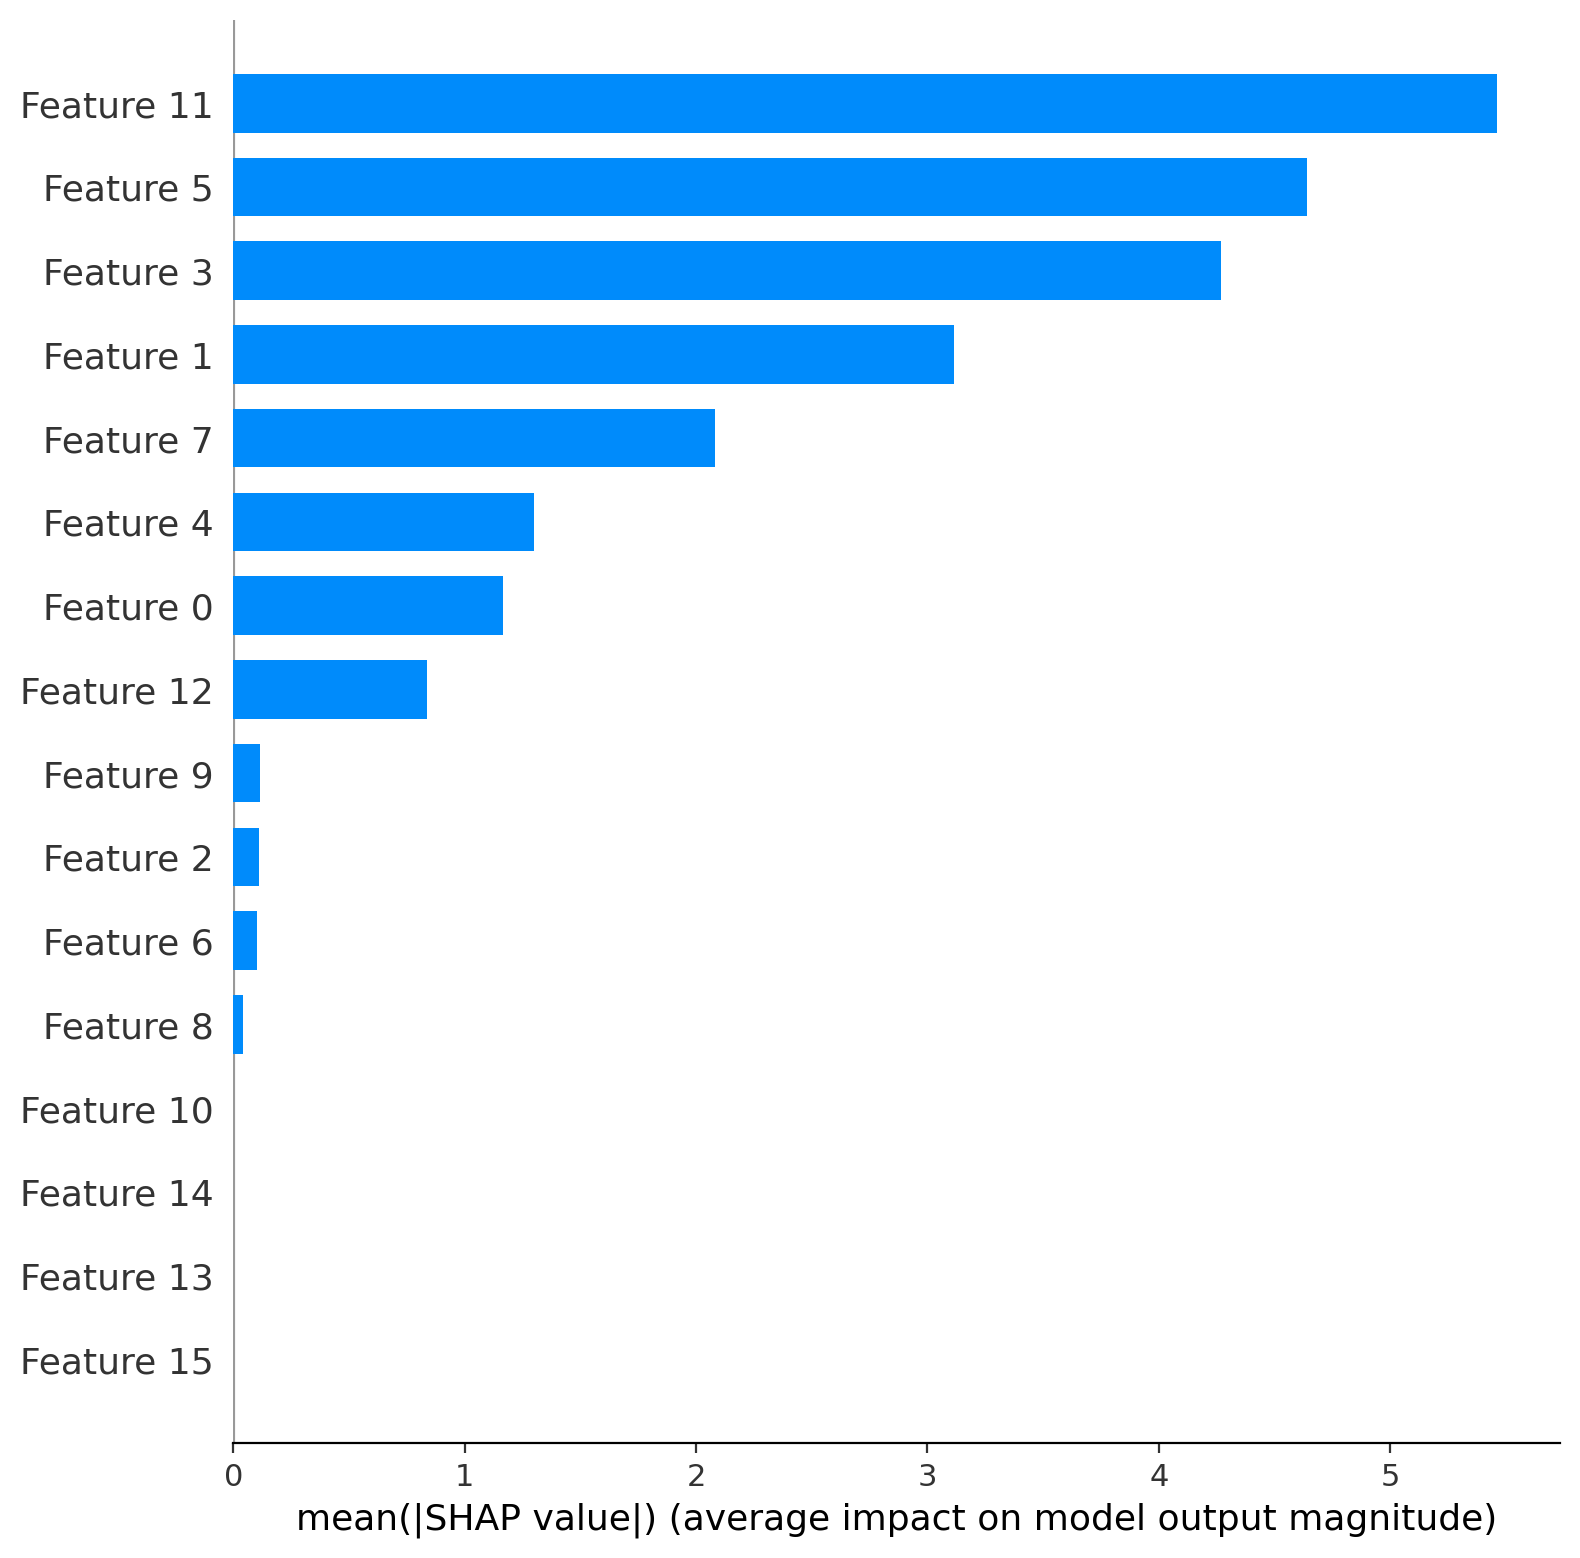 Feature 11
Feature 5
Feature 3
Feature 1
Feature 7
Feature 4
Feature 0
Feature 12
Feature 9
Feature 2
Feature 6
Feature 8
Feature 10
Feature 14
Feature 13
Feature 15
0 1 2 3 4 5
mean(|SHAP value|) (average impact on model output magnitude)